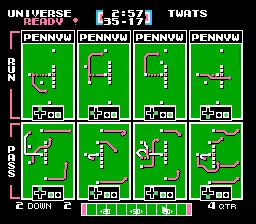 UNIVERSE 2:57 TWATS
READY 35-17
PENNYW PENNYW PENNYW PENNYW
RUN
PASS
2 DOWN 2 4 QTR